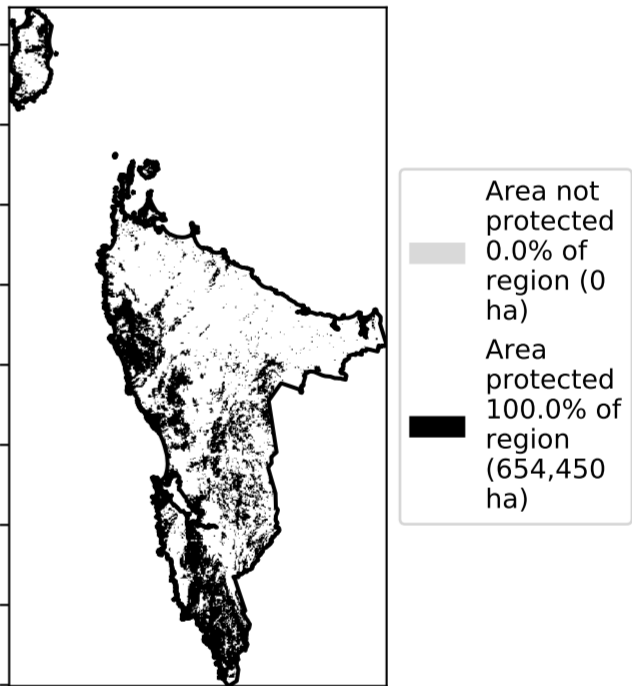 Area not
protected
0.0% of
region (0
ha)
Area
protected
100.0% of
region
(654,450
ha)